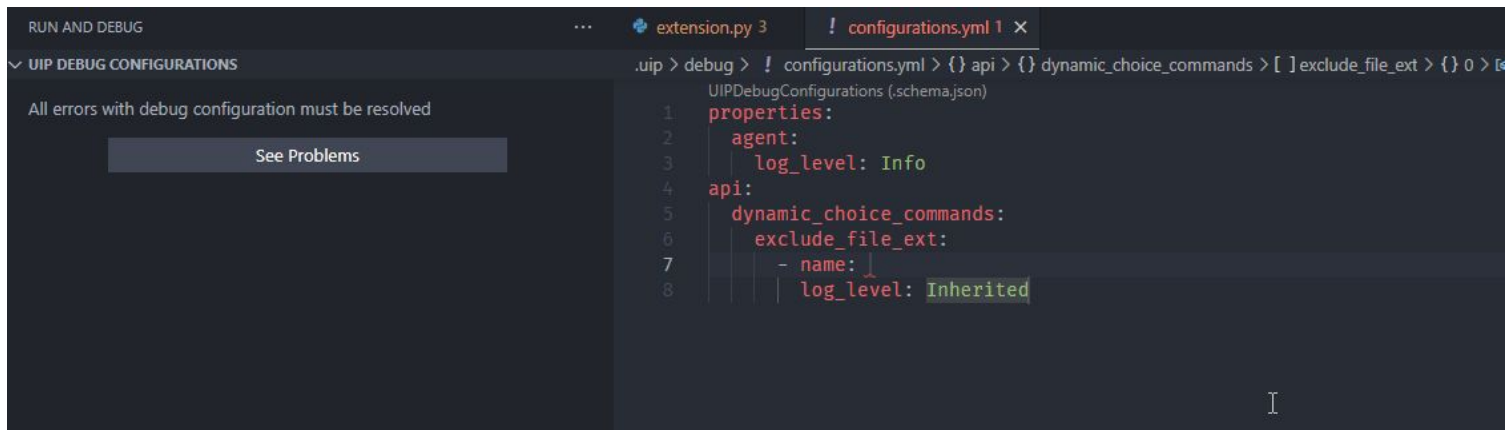 RUN AND DEBUG ...
extension.py 3 ! configurations.yml 1 ×
UIP DEBUG CONFIGURATIONS
.uip > debug > ! configurations.yml > {} api > {} dynamic_choice_commands > [ ] exclude_file_ext > {} 0 >
All errors with debug configuration must be resolved
See Problems
UIPDebugConfigurations (.schema.json)
1 properties:
2 agent:
3 log_level: Info
4 api:
5 dynamic_choice_commands:
6 exclude_file_ext:
7 - name:
8 log_level: Inherited